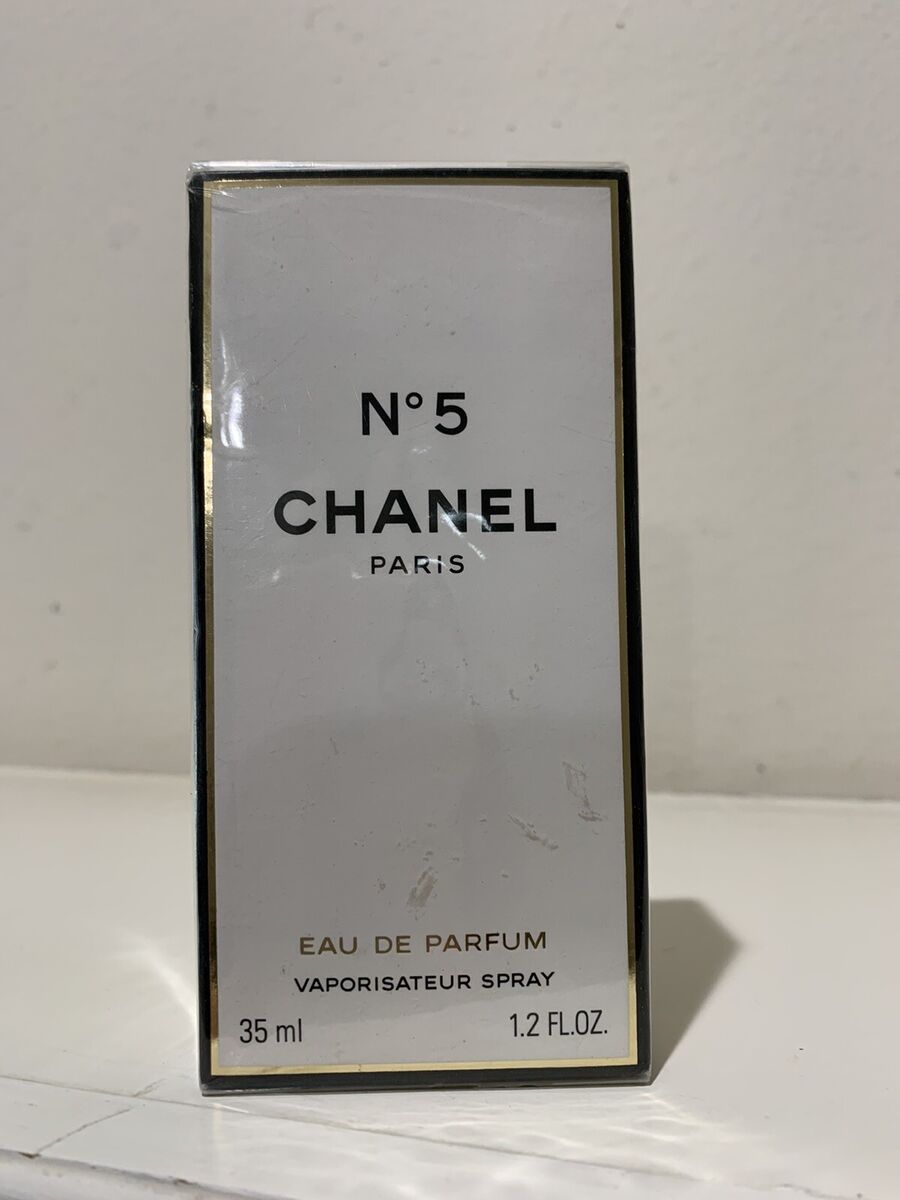 N°5
CHANEL
PARIS
EAU DE PARFUM
VAPORISATEUR SPRAY
35 ml 1.2 FL.OZ.